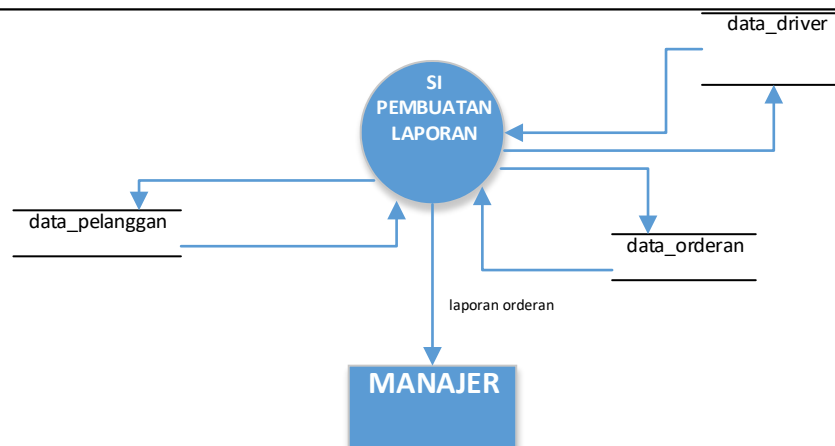 data_driver
SI
PEMBUATAN
LAPORAN
data_pelanggan
data_orderan
laporan orderan
MANAJER